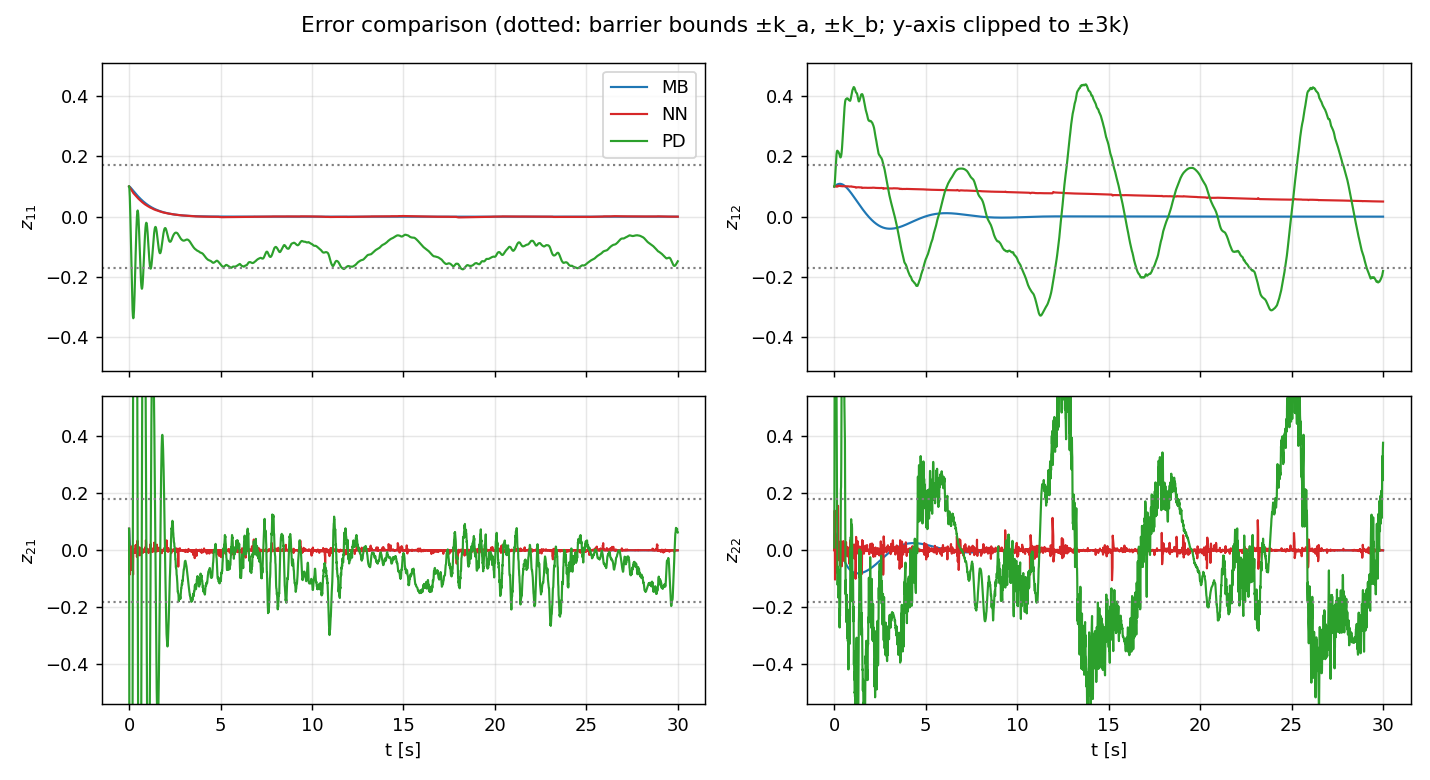 Error comparison (dotted: barrier bounds ±k_a, ±k_b; y-axis clipped to ±3k)
0.4
0.2
0.0
−0.2
−0.4
z₁₁
MB
NN
PD
0.4
0.2
0.0
−0.2
−0.4
z₁₂
0.4
0.2
0.0
−0.2
−0.4
z₂₁
0 5 10 15 20 25 30
t [s]
0.4
0.2
0.0
−0.2
−0.4
z₂₂
0 5 10 15 20 25 30
t [s]